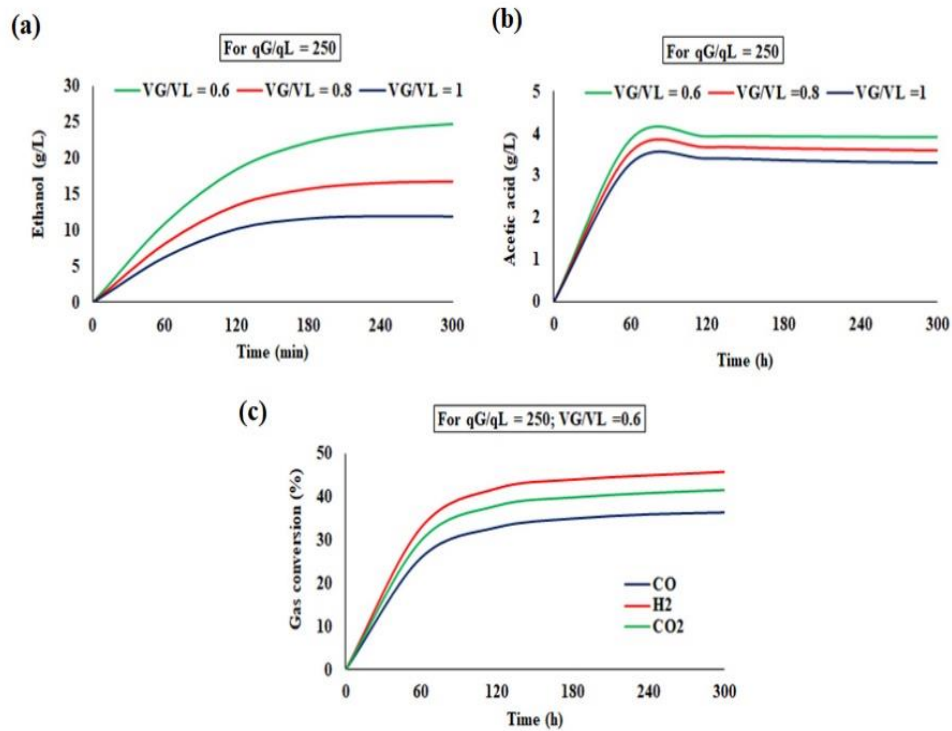 (a)
For qG/qL = 250
VG/VL = 0.6 VG/VL = 0.8 VG/VL = 1
Ethanol (g/L)
30
25
20
15
10
5
0
0 60 120 180 240 300
Time (min)
(b)
For qG/qL = 250
VG/VL = 0.6 VG/VL =0.8 VG/VL =1
Acetic acid (g/L)
5
4
3
2
1
0
0 60 120 180 240 300
Time (h)
(c)
For qG/qL = 250; VG/VL =0.6
Gas conversion (%)
50
40
30
20
10
0
CO
H2
CO2
0 60 120 180 240 300
Time (h)